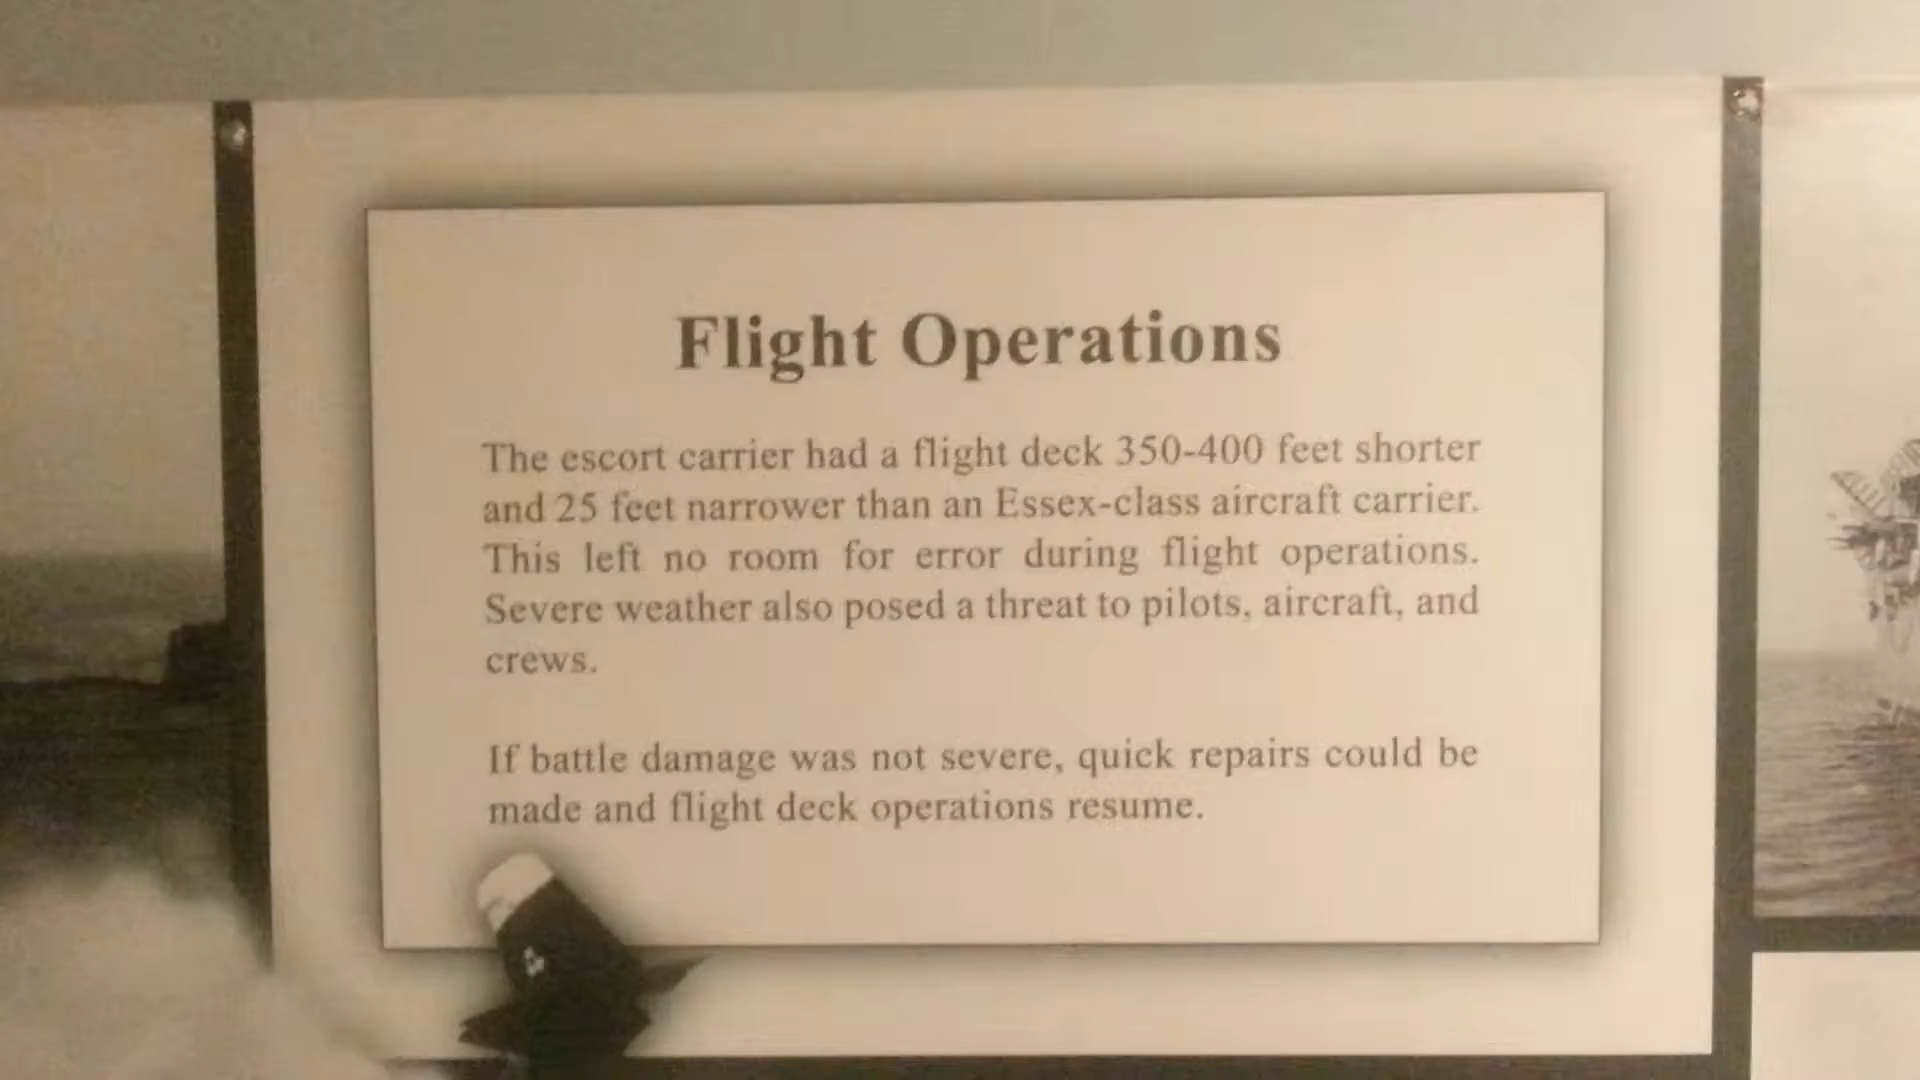 Flight Operations
The escort carrier had a flight deck 350-400 feet shorter
and 25 feet narrower than an Essex-class aircraft carrier.
This left no room for error during flight operations.
Severe weather also posed a threat to pilots, aircraft, and
crews.
If battle damage was not severe, quick repairs could be
made and flight deck operations resume.